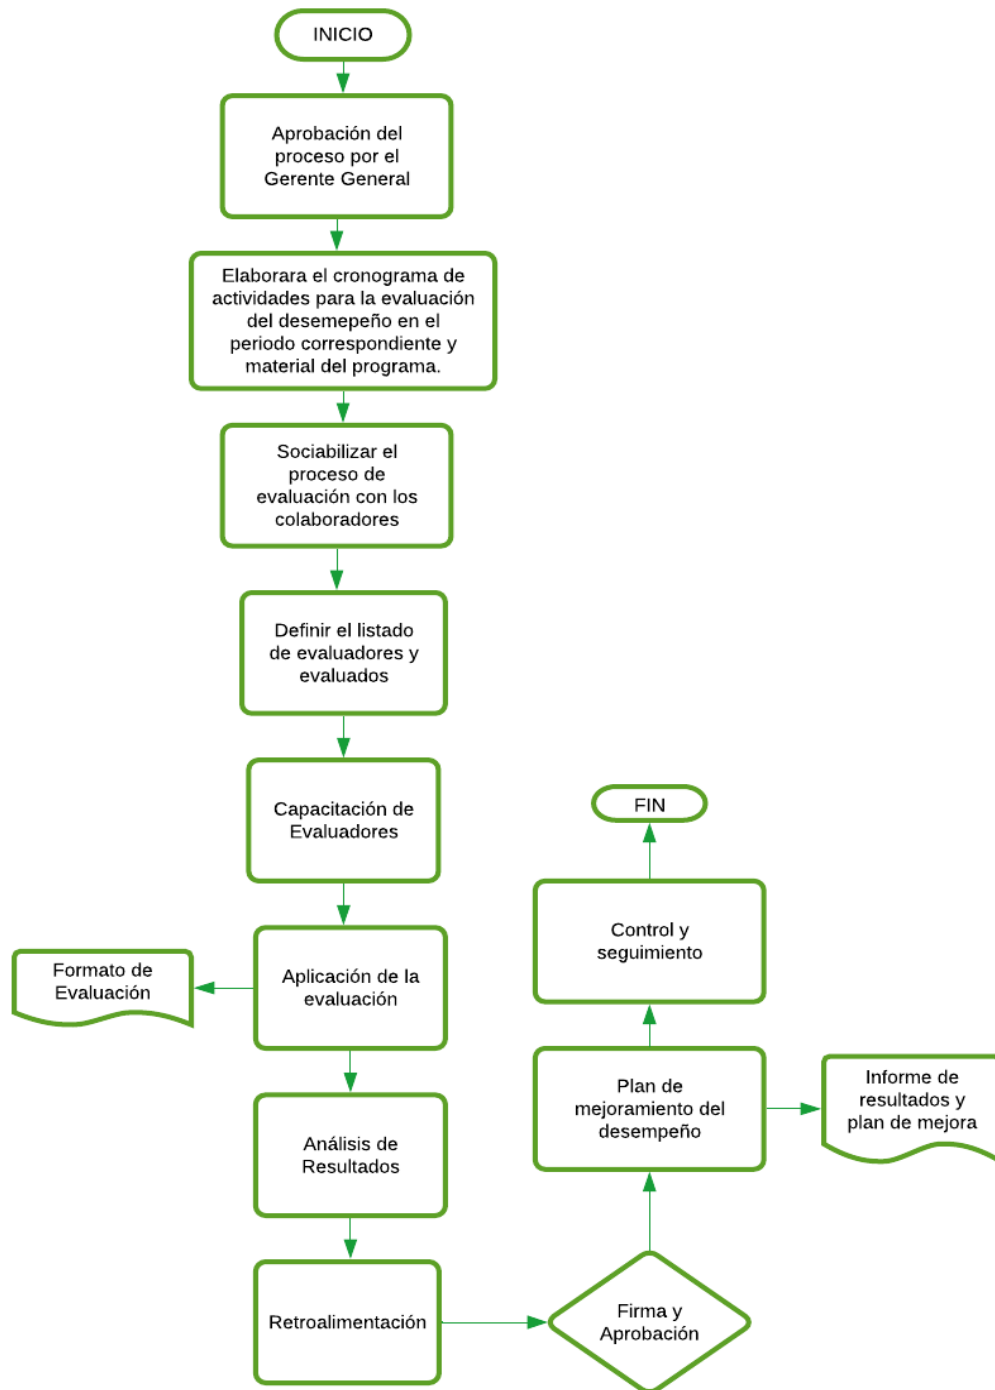 INICIO
Aprobación del
proceso por el
Gerente General
Elaborara el cronograma de
actividades para la evaluación
del desemepeño en el
periodo correspondiente y
material del programa.
Sociabilizar el
proceso de
evaluación con los
colaboradores
Definir el listado
de evaluadores y
evaluados
Capacitación de
Evaluadores
Aplicación de la
evaluación
Formato de
Evaluación
Análisis de
Resultados
Retroalimentación
Firma y
Aprobación
Plan de
mejoramiento del
desempeño
Informe de
resultados y
plan de mejora
Control y
seguimiento
FIN